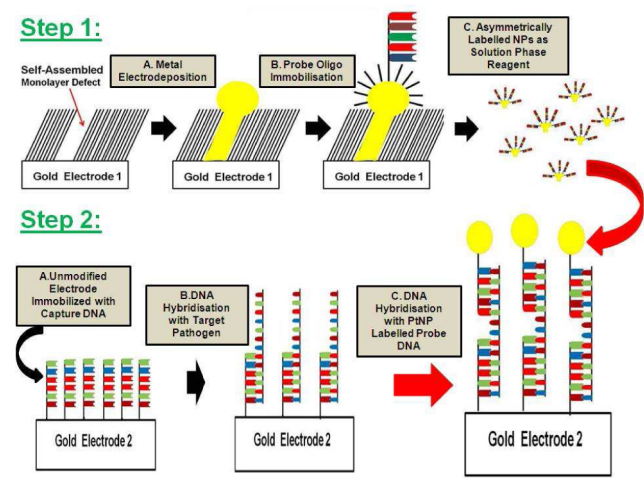 Step 1:
Self-Assembled
Monolayer Defect
A. Metal
Electrodeposition
B. Probe Oligo
Immobilisation
C. Asymmetrically
Labelled NPs as
Solution Phase
Reagent
Gold Electrode 1
Gold Electrode 1
Gold Electrode 1
Step 2:
A.Unmodified
Electrode
Immobilized with
Capture DNA
B.DNA
Hybridisation
with Target
Pathogen
C. DNA
Hybridisation
with PtNP
Labelled Probe
DNA
Gold Electrode 2
Gold Electrode 2
Gold Electrode 2